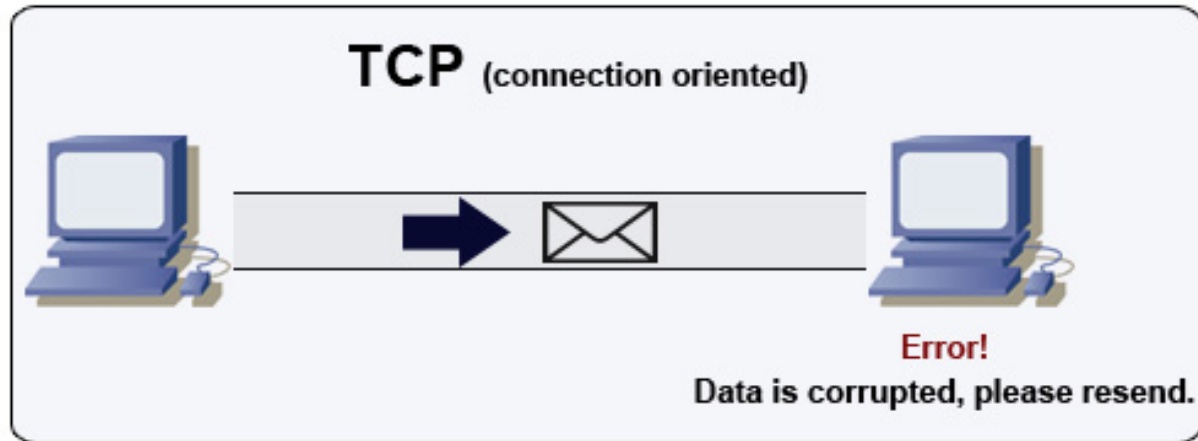 TCP (connection oriented)
Error!
Data is corrupted, please resend.